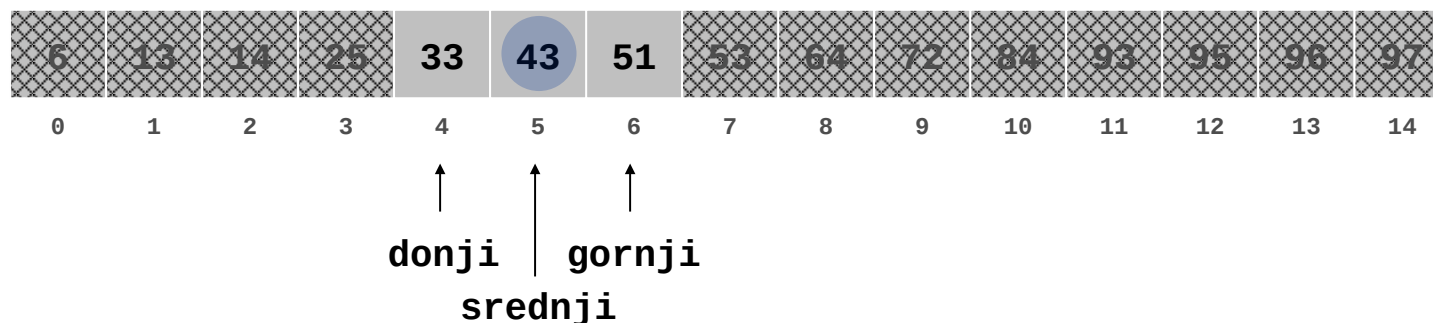 6 13 14 25 33 43 51 53 64 72 84 93 95 96 97
0 1 2 3 4 5 6 7 8 9 10 11 12 13 14
donji gornji
srednji